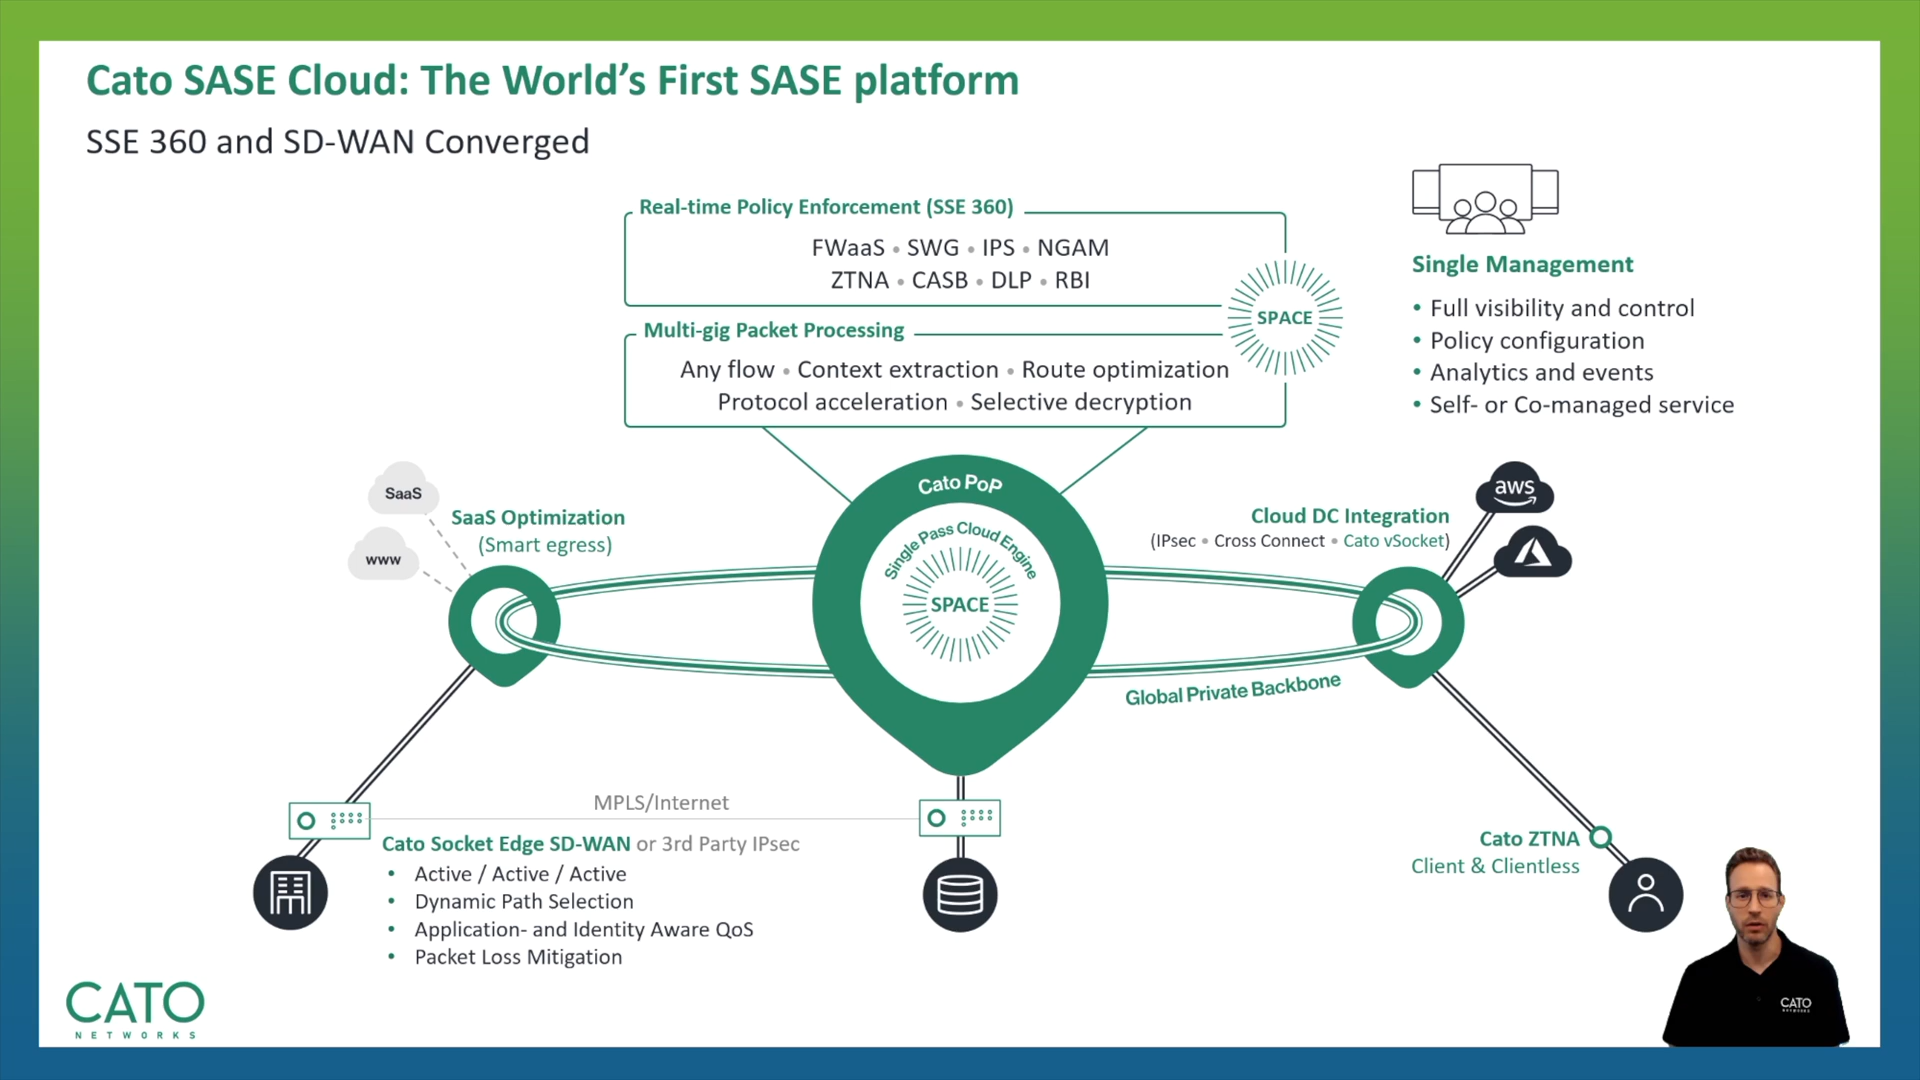 Cato SASE Cloud: The World's First SASE platform
SSE 360 and SD-WAN Converged
Real-time Policy Enforcement (SSE 360)
FWaaS • SWG • IPS • NGAM
ZTNA • CASB • DLP • RBI
SPACE
Multi-gig Packet Processing
Any flow • Context extraction • Route optimization
Protocol acceleration • Selective decryption
Single Management
• Full visibility and control
• Policy configuration
• Analytics and events
• Self- or Co-managed service
SaaS
www
SaaS Optimization
(Smart egress)
Cato PoP
Single Pass Cloud Engine
SPACE
Cloud DC Integration
(IPsec • Cross Connect • Cato vSocket)
aws
Global Private Backbone
MPLS/Internet
Cato Socket Edge SD-WAN or 3rd Party IPsec
• Active / Active / Active
• Dynamic Path Selection
• Application- and Identity Aware QoS
• Packet Loss Mitigation
Cato ZTNA
Client & Clientless
CATO
NETWORKS
CATO
NETWORKS